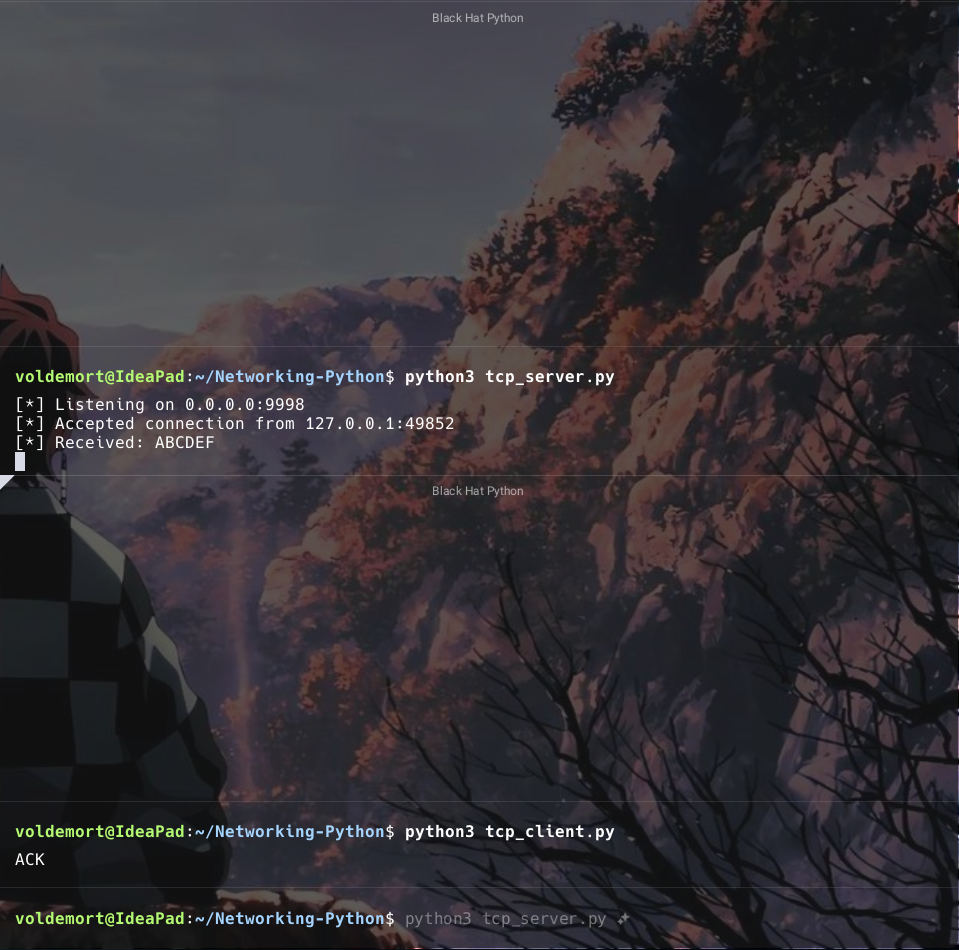 Black Hat Python
voldemort@IdeaPad:~/Networking-Python$ python3 tcp_server.py
[*] Listening on 0.0.0.0:9998
[*] Accepted connection from 127.0.0.1:49852
[*] Received: ABCDEF
Black Hat Python
voldemort@IdeaPad:~/Networking-Python$ python3 tcp_client.py
ACK
voldemort@IdeaPad:~/Networking-Python$ python3 tcp_server.py